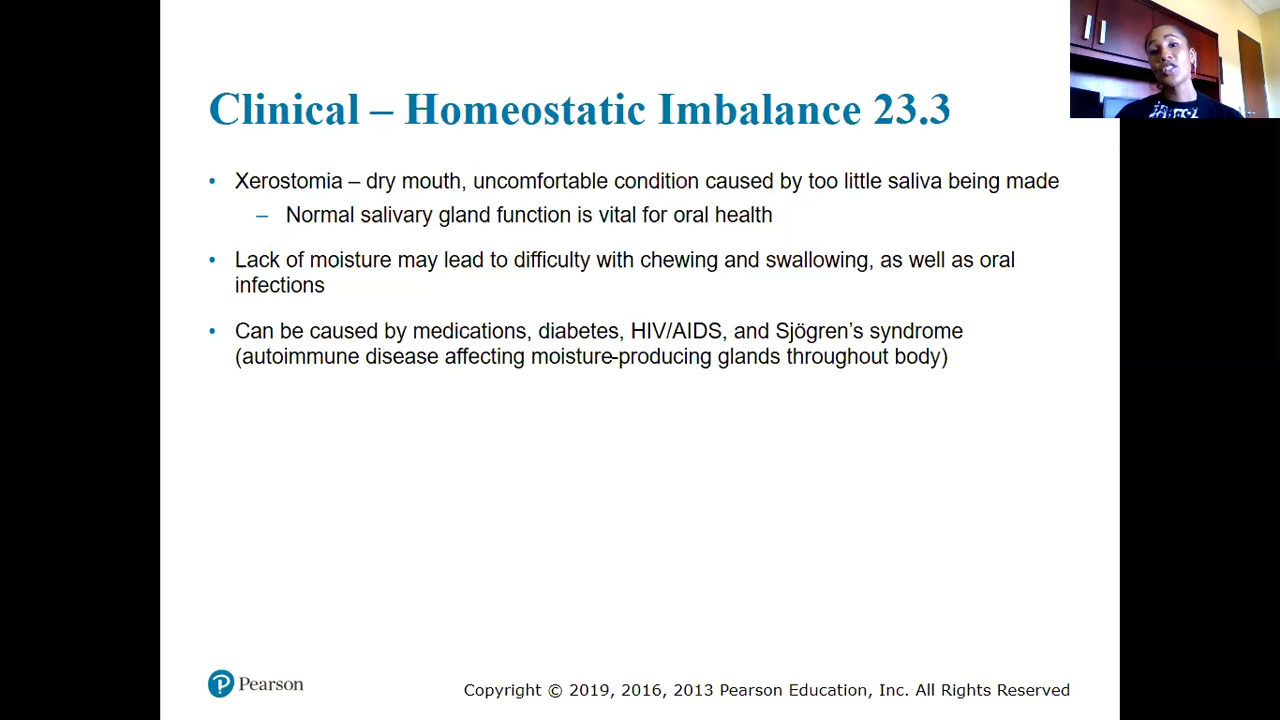 Clinical – Homeostatic Imbalance 23.3
• Xerostomia – dry mouth, uncomfortable condition caused by too little saliva being made
– Normal salivary gland function is vital for oral health
• Lack of moisture may lead to difficulty with chewing and swallowing, as well as oral
infections
• Can be caused by medications, diabetes, HIV/AIDS, and Sjögren’s syndrome
(autoimmune disease affecting moisture-producing glands throughout body)
Pearson
Copyright © 2019, 2016, 2013 Pearson Education, Inc. All Rights Reserved